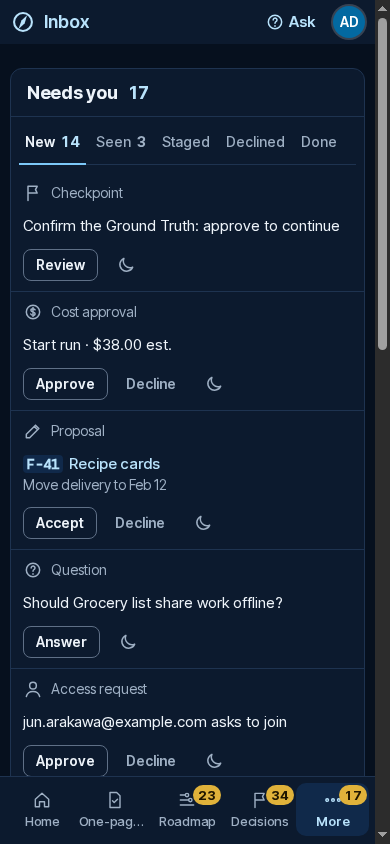 Inbox
Ask
AD
Needs you 17
New 14 Seen 3 Staged Declined Done
Checkpoint
Confirm the Ground Truth: approve to continue
Review
Cost approval
Start run · $38.00 est.
Approve Decline
Proposal
F-41 Recipe cards
Move delivery to Feb 12
Accept Decline
Question
Should Grocery list share work offline?
Answer
Access request
jun.arakawa@example.com asks to join
Approve Decline
23 34 17
Home One-pag… Roadmap Decisions More